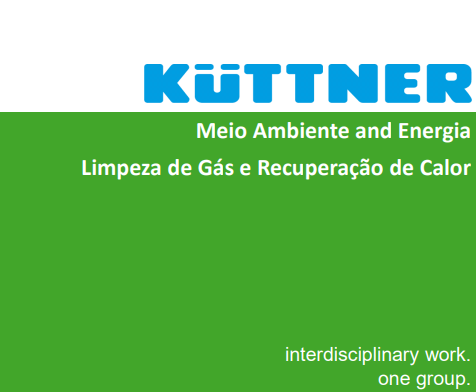 KÜTTNER
Meio Ambiente and Energia
Limpeza de Gás e Recuperação de Calor
interdisciplinary work.
one group.